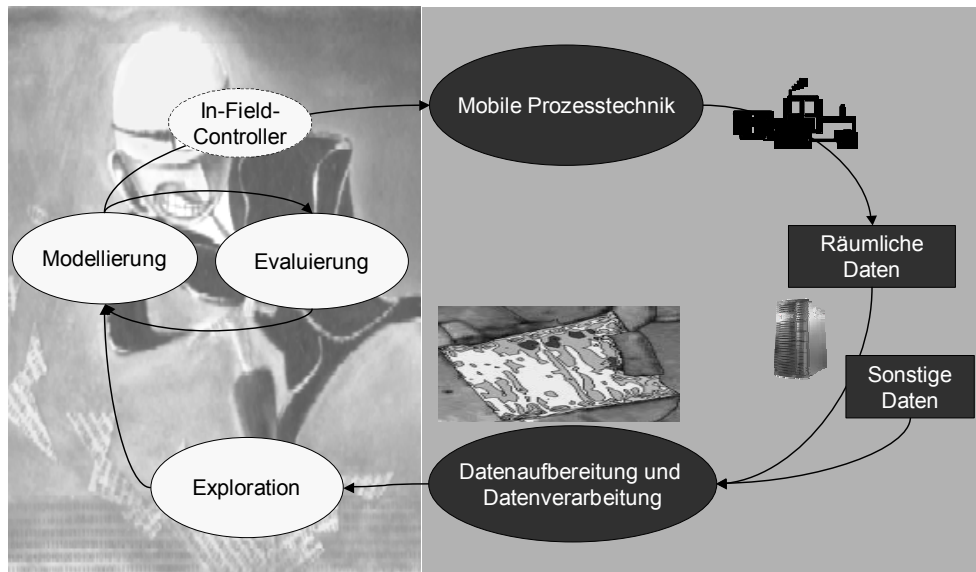 In-Field-
Controller
Mobile Prozesstechnik
Modellierung
Evaluierung
Räumliche
Daten
Sonstige
Daten
Exploration
Datenaufbereitung und
Datenverarbeitung